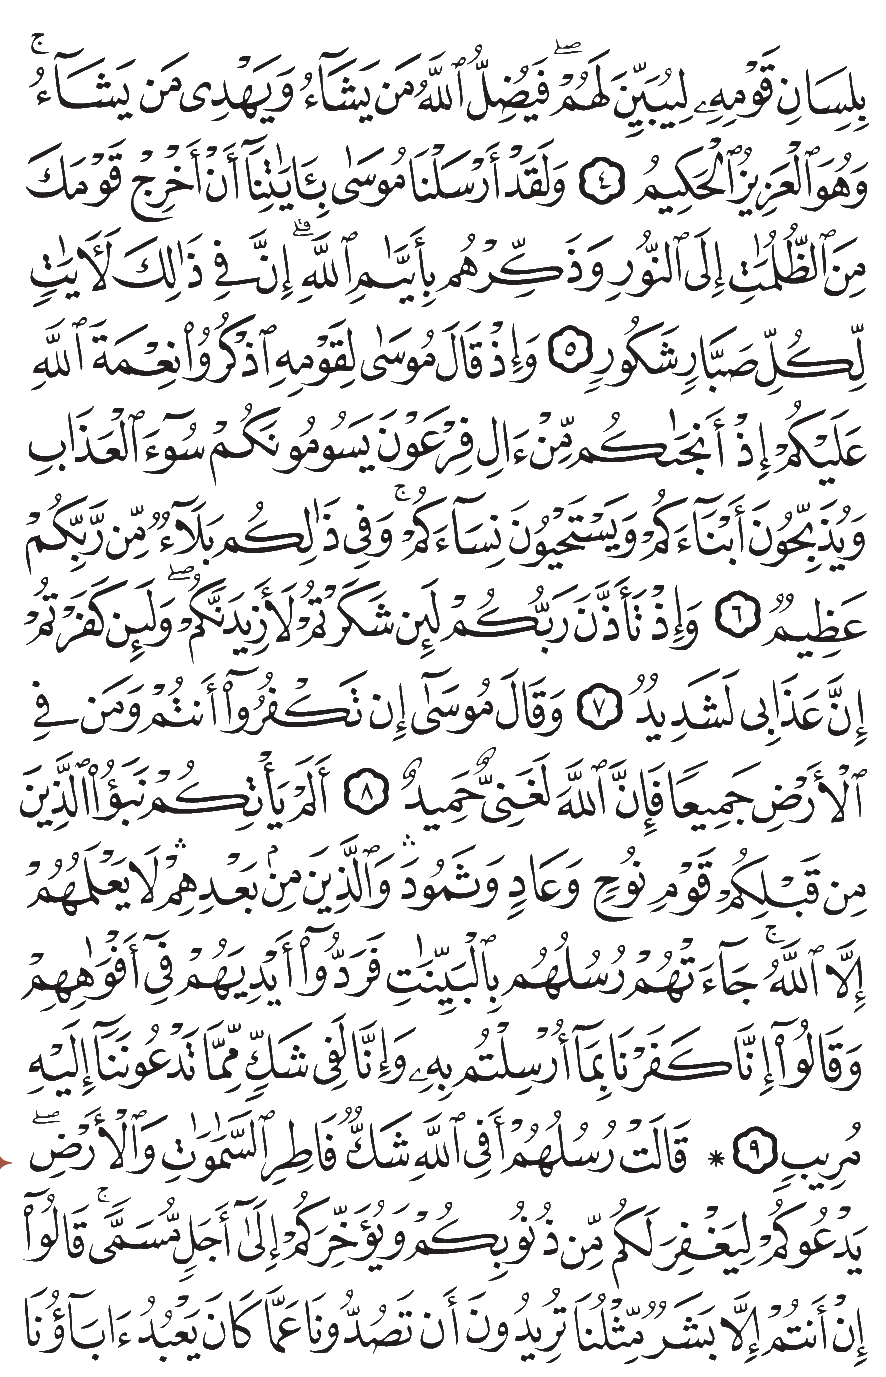 بِلِسَانِ قَوْمِهِۦ لِيُبَيِّنَ لَهُمْۖ فَيُضِلُّ ٱللَّهُ مَن يَشَآءُ وَيَهْدِى مَن يَشَآءُۚ
وَهُوَ ٱلْعَزِيزُ ٱلْحَكِيمُ ٤ وَلَقَدْ أَرْسَلْنَا مُوسَىٰ بِـَٔايَٰتِنَآ أَنْ أَخْرِجْ قَوْمَكَ
مِنَ ٱلظُّلُمَٰتِ إِلَى ٱلنُّورِ وَذَكِّرْهُم بِأَيَّىٰمِ ٱللَّهِۗ إِنَّ فِى ذَٰلِكَ لَـَٔايَٰتٍ
لِّكُلِّ صَبَّارٍ شَكُورٍ ٥ وَإِذْ قَالَ مُوسَىٰ لِقَوْمِهِ ٱذْكُرُوا۟ نِعْمَةَ ٱللَّهِ
عَلَيْكُمْ إِذْ أَنجَىٰكُم مِّنْ ءَالِ فِرْعَوْنَ يَسُومُونَكُمْ سُوٓءَ ٱلْعَذَابِ
وَيُذَبِّحُونَ أَبْنَآءَكُمْ وَيَسْتَحْيُونَ نِسَآءَكُمْۚ وَفِى ذَٰلِكُم بَلَآءٌ مِّن رَّبِّكُمْ
عَظِيمٌ ٦ وَإِذْ تَأَذَّنَ رَبُّكُمْ لَئِن شَكَرْتُمْ لَأَزِيدَنَّكُمْۖ وَلَئِن كَفَرْتُمْ
إِنَّ عَذَابِى لَشَدِيدٌ ٧ وَقَالَ مُوسَىٰٓ إِن تَكْفُرُوٓا۟ أَنتُمْ وَمَن فِى
ٱلْأَرْضِ جَمِيعًا فَإِنَّ ٱللَّهَ لَغَنِىٌّ حَمِيدٌ ٨ أَلَمْ يَأْتِكُمْ نَبَؤُا۟ ٱلَّذِينَ
مِن قَبْلِكُمْ قَوْمِ نُوحٍ وَعَادٍ وَثَمُودَۛ وَٱلَّذِينَ مِنۢ بَعْدِهِمْۛ لَا يَعْلَمُهُمْ
إِلَّا ٱللَّهُۚ جَآءَتْهُمْ رُسُلُهُم بِٱلْبَيِّنَٰتِ فَرَدُّوٓا۟ أَيْدِيَهُمْ فِىٓ أَفْوَٰهِهِمْ
وَقَالُوٓا۟ إِنَّا كَفَرْنَا بِمَآ أُرْسِلْتُم بِهِۦ وَإِنَّا لَفِى شَكٍّ مِّمَّا تَدْعُونَنَآ إِلَيْهِ
مُرِيبٍ ٩ * قَالَتْ رُسُلُهُمْ أَفِى ٱللَّهِ شَكٌّ فَاطِرِ ٱلسَّمَٰوَٰتِ وَٱلْأَرْضِۖ
يَدْعُوكُمْ لِيَغْفِرَ لَكُم مِّن ذُنُوبِكُمْ وَيُؤَخِّرَكُمْ إِلَىٰٓ أَجَلٍ مُّسَمًّىۚ قَالُوٓا۟
إِنْ أَنتُمْ إِلَّا بَشَرٌ مِّثْلُنَا تُرِيدُونَ أَن تَصُدُّونَا عَمَّا كَانَ يَعْبُدُ ءَابَآؤُنَا